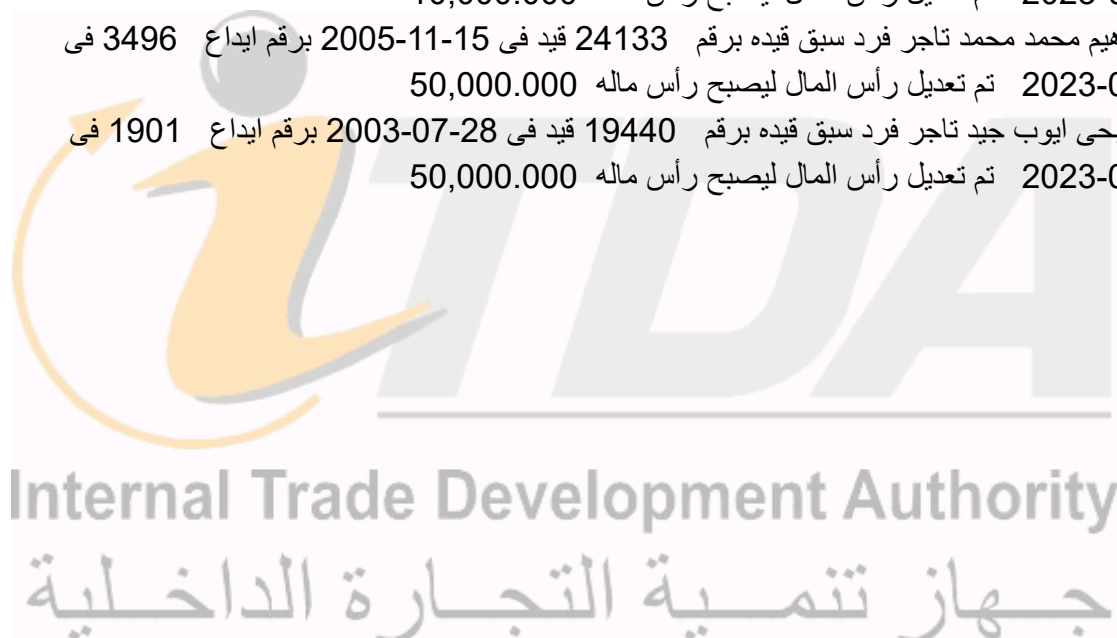 هيم محمد محمد تاجر فرد سبق قيده برقم 24133 قيد فى 15-11-2005 برقم ايداع 3496 فى
2023-0 تم تعديل رأس المال ليصبح رأس ماله 50,000.000
حى ايوب جيد تاجر فرد سبق قيده برقم 19440 قيد فى 28-07-2003 برقم ايداع 1901 فى
2023-0 تم تعديل رأس المال ليصبح رأس ماله 50,000.000
iTDA
Internal Trade Development Authority
جهاز تنمية التجارة الداخلية